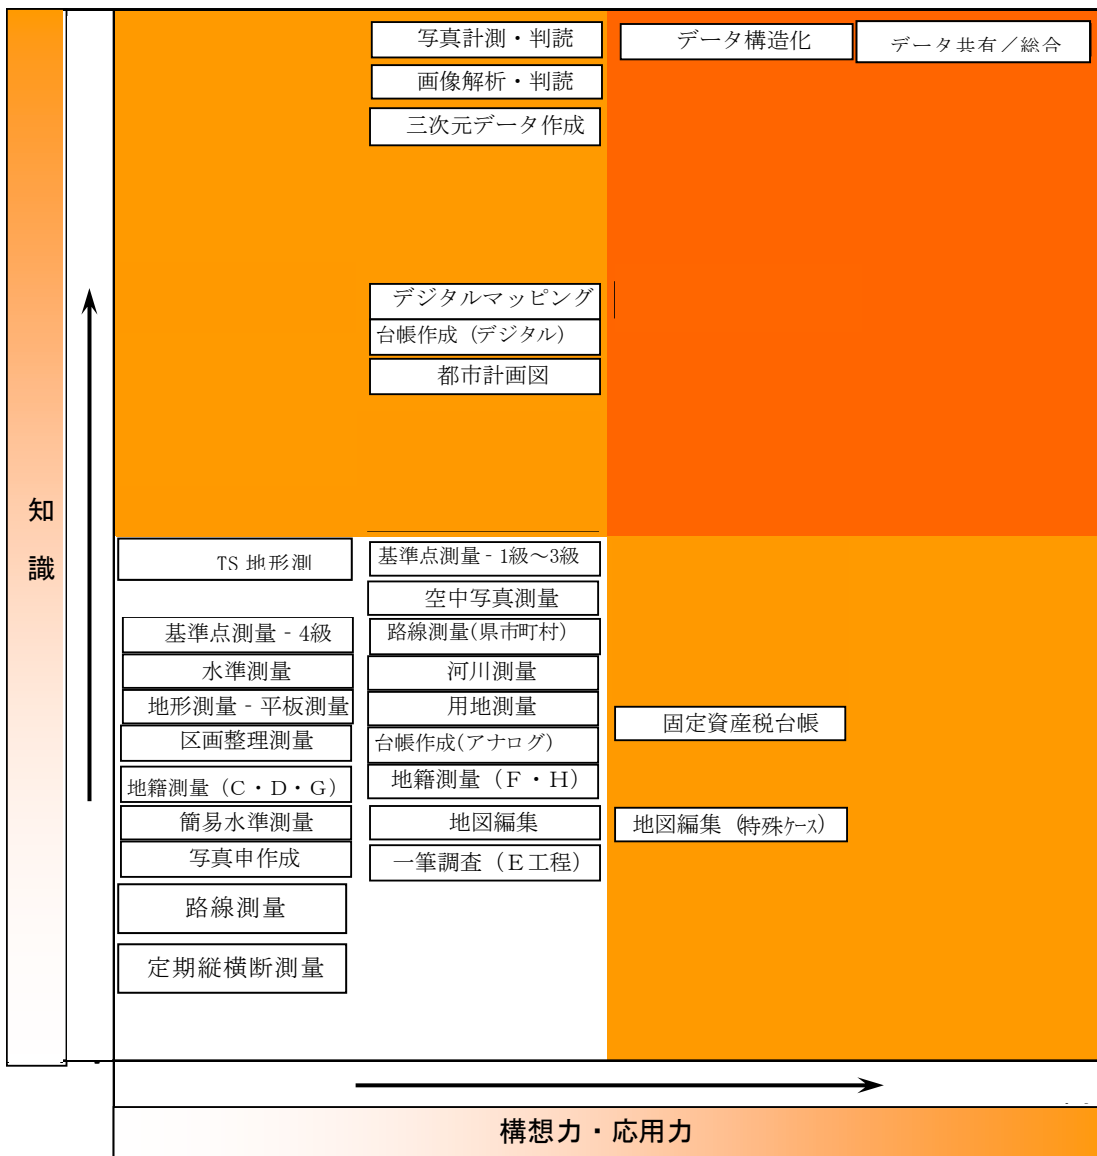 写真計測・判読
データ構造化
データ共有／総合
画像解析・判読
三次元データ作成
デジタルマッピング
台帳作成（デジタル）
都市計画図
知
識
TS 地形測
基準点測量‐1級～3級
空中写真測量
基準点測量‐4級
路線測量(県市町村)
水準測量
河川測量
地形測量‐平板測量
用地測量
固定資産税台帳
区画整理測量
台帳作成(アナログ)
地籍測量（C・D・G）
地籍測量（F・H）
簡易水準測量
地図編集
地図編集（特殊ケース）
写真申作成
一筆調査（E工程）
路線測量
定期縦横断測量
構想力・応用力